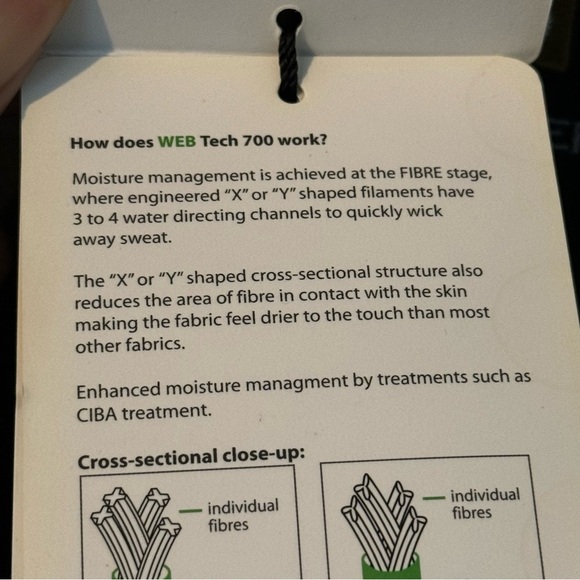 How does WEB Tech 700 work?
Moisture management is achieved at the FIBRE stage,
where engineered “X” or “Y” shaped filaments have
3 to 4 water directing channels to quickly wick
away sweat.
The “X” or “Y” shaped cross-sectional structure also
reduces the area of fibre in contact with the skin
making the fabric feel drier to the touch than most
other fabrics.
Enhanced moisture managment by treatments such as
CIBA treatment.
Cross-sectional close-up:
individual
fibres
individual
fibres